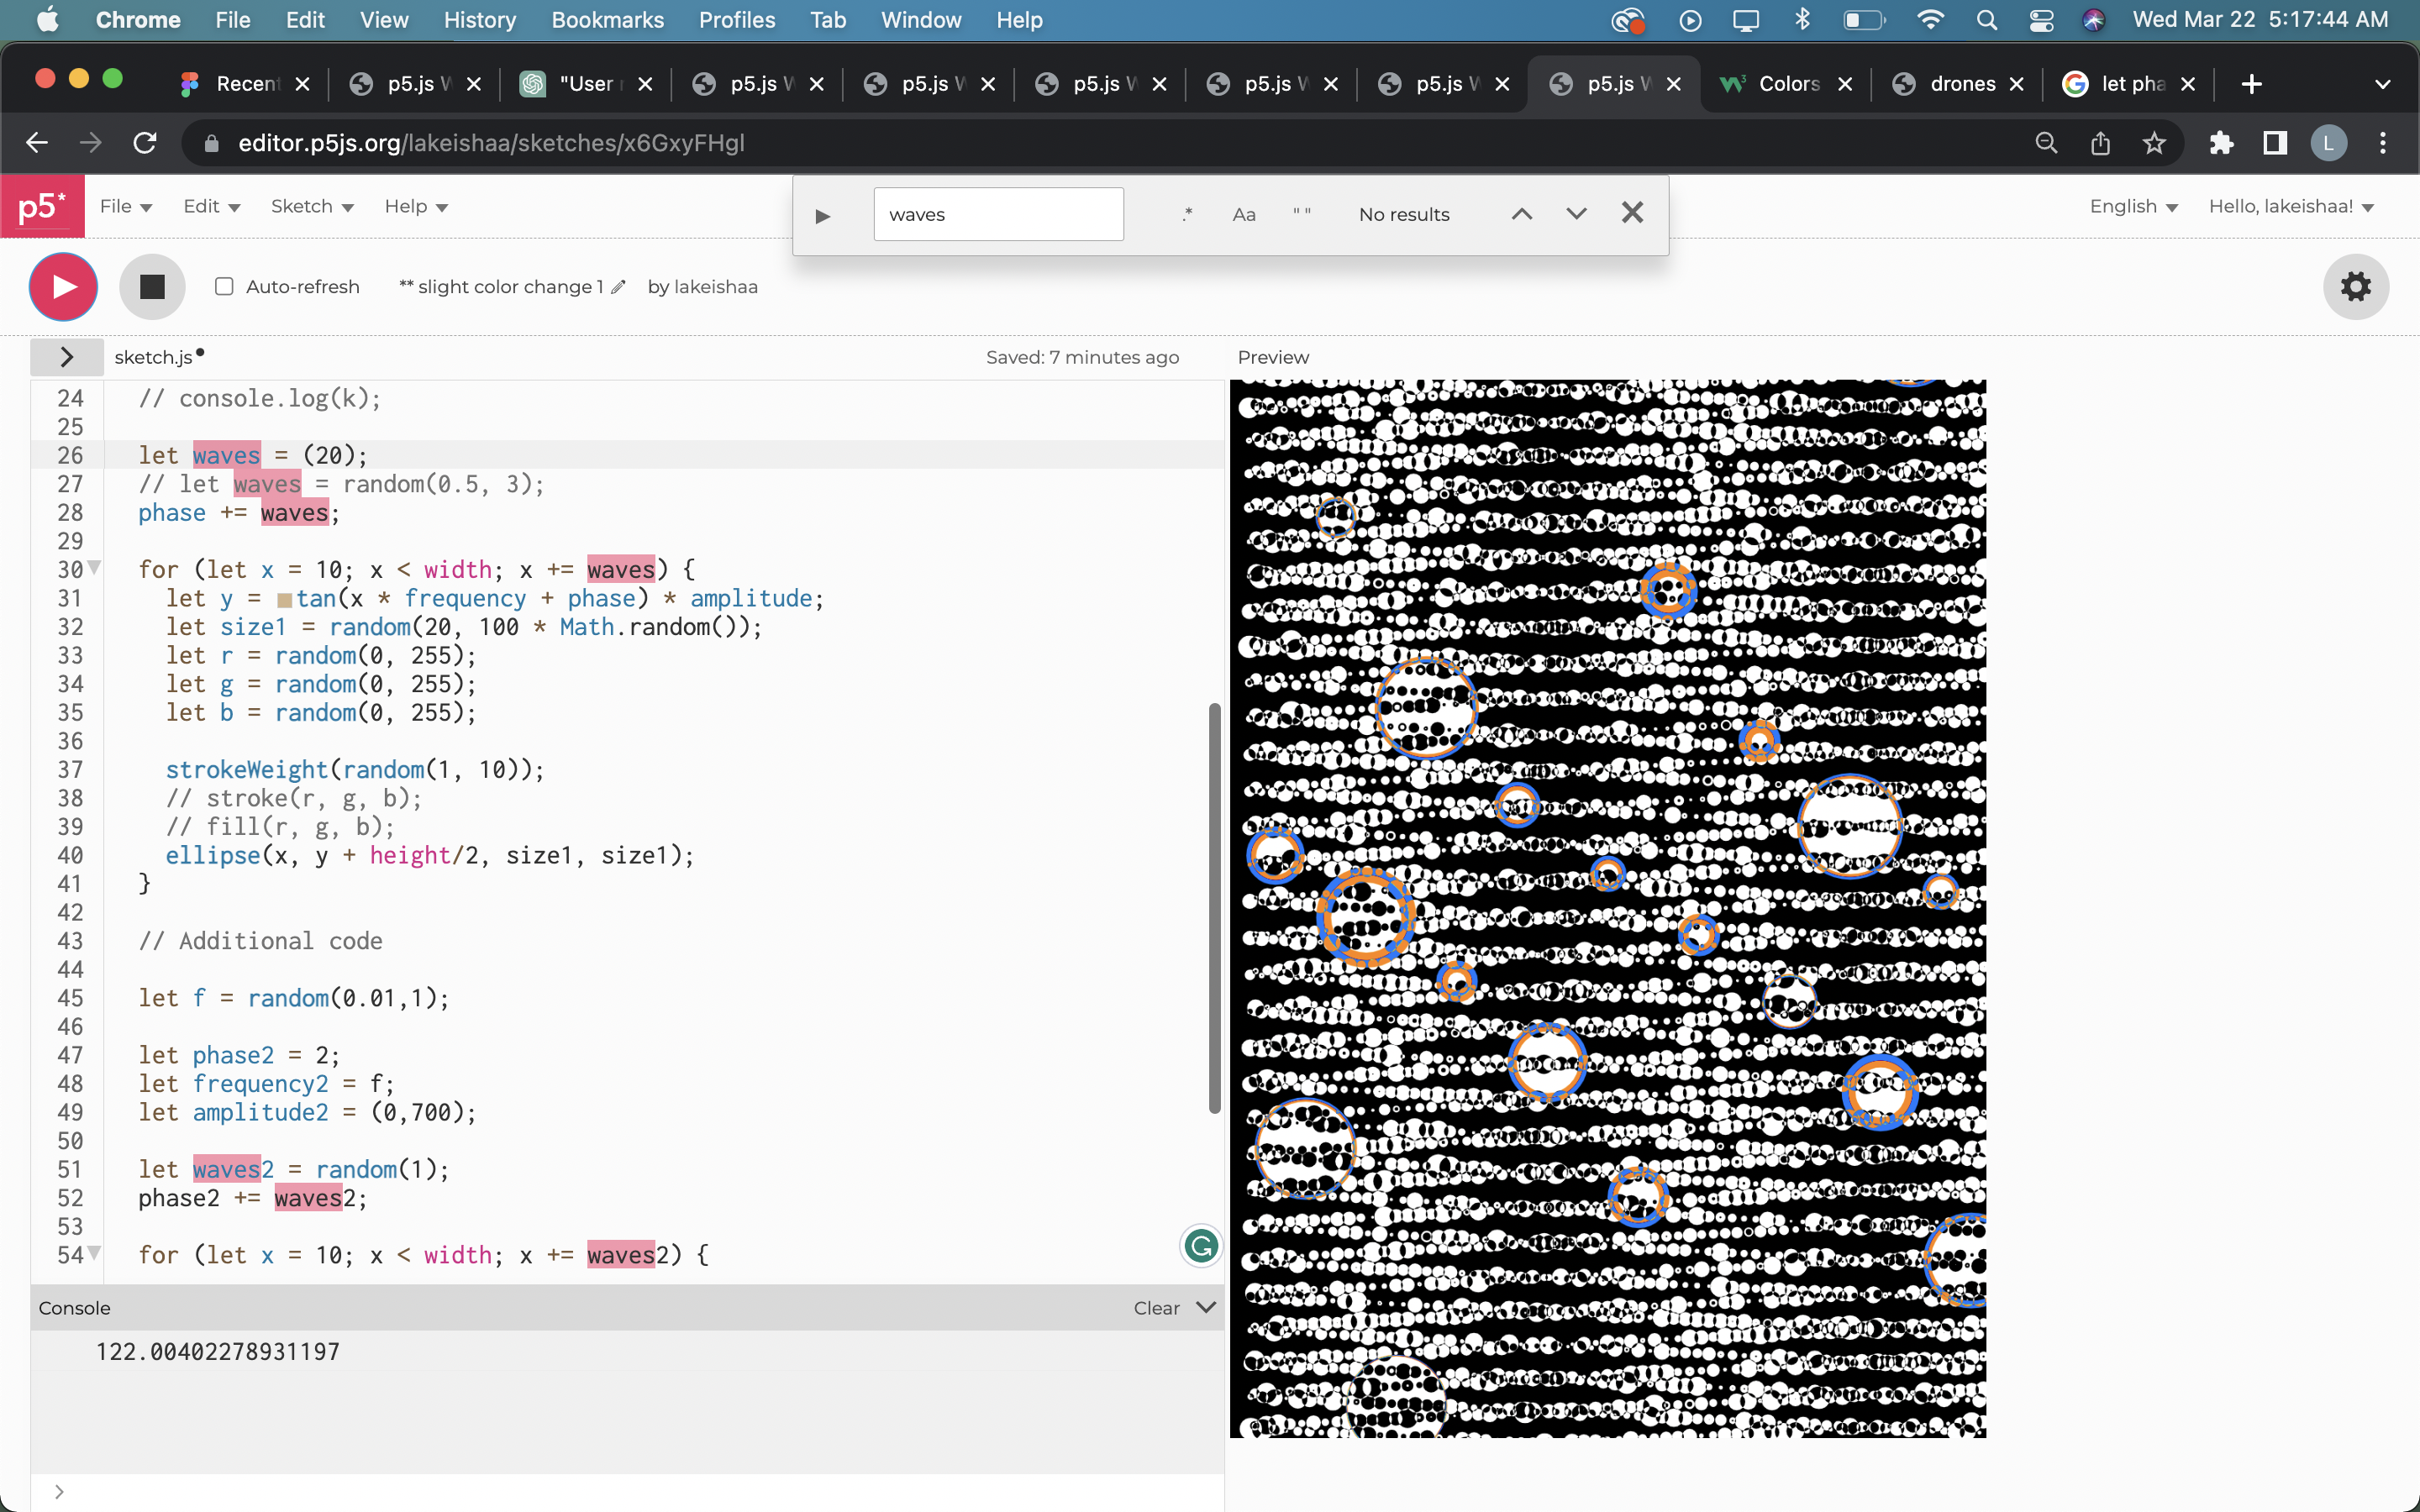 Chrome File Edit View History Bookmarks Profiles Tab Window Help Wed Mar 22 5:17:44 AM
Recent p5.js W "User r p5.js W p5.js W p5.js W p5.js W p5.js W p5.js W Colors drones let pha
editor.p5js.org/lakeishaa/sketches/x6GxyFHgl L
p5* File Edit Sketch Help waves .* Aa " " No results English Hello, lakeishaa!
Auto-refresh ** slight color change 1 by lakeishaa
sketch.js Saved: 7 minutes ago Preview
24 // console.log(k);
25
26 let waves = (20);
27 // let waves = random(0.5, 3);
28 phase += waves;
29
30 for (let x = 10; x < width; x += waves) {
31 let y = tan(x * frequency + phase) * amplitude;
32 let size1 = random(20, 100 * Math.random());
33 let r = random(0, 255);
34 let g = random(0, 255);
35 let b = random(0, 255);
36
37 strokeWeight(random(1, 10));
38 // stroke(r, g, b);
39 // fill(r, g, b);
40 ellipse(x, y + height/2, size1, size1);
41 }
42
43 // Additional code
44
45 let f = random(0.01,1);
46
47 let phase2 = 2;
48 let frequency2 = f;
49 let amplitude2 = (0,700);
50
51 let waves2 = random(1);
52 phase2 += waves2;
53
54 for (let x = 10; x < width; x += waves2) {
Console Clear
122.00402278931197